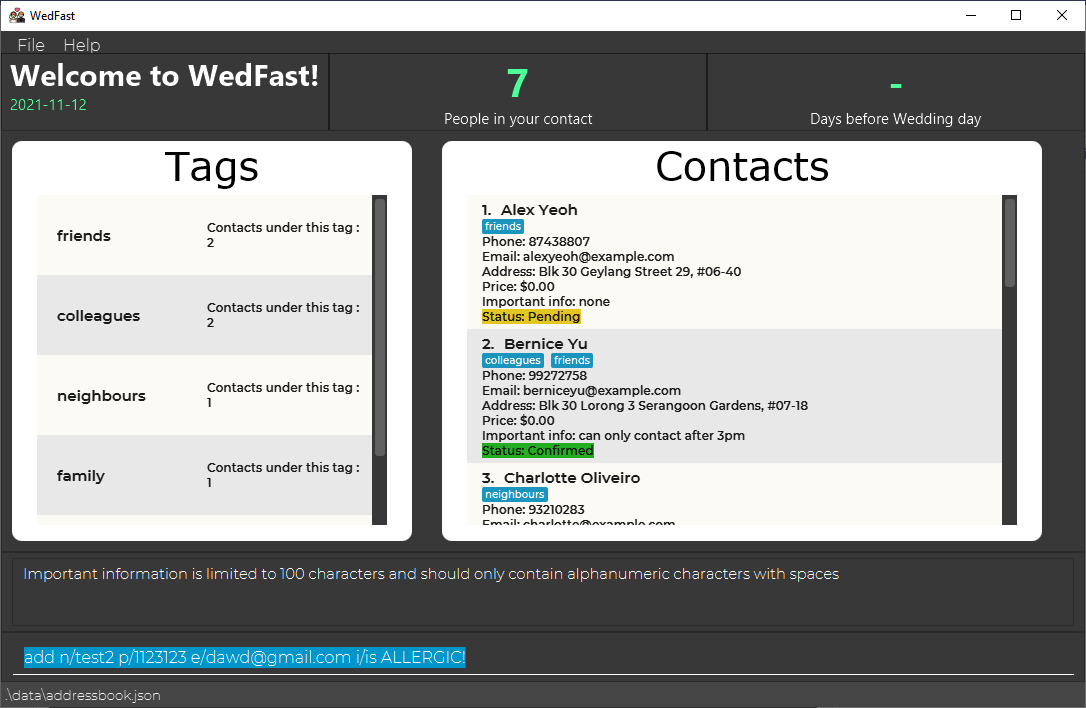 WedFast
File Help
Welcome to WedFast!
2021-11-12
7
People in your contact
-
Days before Wedding day
Tags
friends
Contacts under this tag :
2
colleagues
Contacts under this tag :
2
neighbours
Contacts under this tag :
1
family
Contacts under this tag :
1
Contacts
1. Alex Yeoh
friends
Phone: 87438807
Email: alexyeoh@example.com
Address: Blk 30 Geylang Street 29, #06-40
Price: $0.00
Important info: none
Status: Pending
2. Bernice Yu
colleagues friends
Phone: 99272758
Email: berniceyu@example.com
Address: Blk 30 Lorong 3 Serangoon Gardens, #07-18
Price: $0.00
Important info: can only contact after 3pm
Status: Confirmed
3. Charlotte Oliveiro
neighbours
Phone: 93210283
Email: charlotte@example.com
Important information is limited to 100 characters and should only contain alphanumeric characters with spaces
add n/test2 p/1123123 e/dawd@gmail.com i/is ALLERGIC!
.\data\addressbook.json